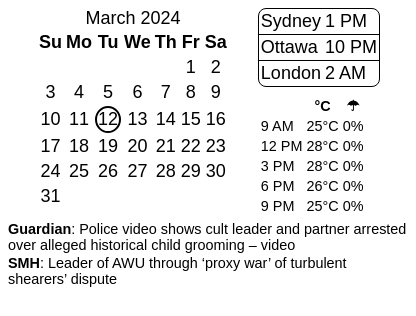 March 2024
Su Mo Tu We Th Fr Sa
1 2
3 4 5 6 7 8 9
10 11 12 13 14 15 16
17 18 19 20 21 22 23
24 25 26 27 28 29 30
31
Sydney 1 PM
Ottawa 10 PM
London 2 AM
°C ☂
9 AM 25°C 0%
12 PM 28°C 0%
3 PM 28°C 0%
6 PM 26°C 0%
9 PM 25°C 0%
Guardian: Police video shows cult leader and partner arrested
over alleged historical child grooming – video
SMH: Leader of AWU through ‘proxy war’ of turbulent
shearers’ dispute